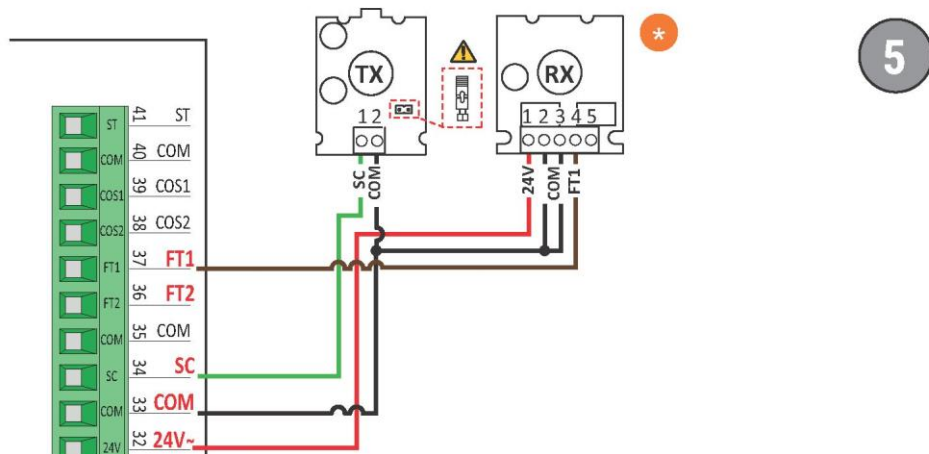 TX
RX
*
5
1 2
1 2 3 4 5
SC
COM
24V
COM
FT1
ST 41 ST
COM 40 COM
COS1 39 COS1
COS2 38 COS2
FT1 37 FT1
FT2 36 FT2
COM 35 COM
SC 34 SC
COM 33 COM
24V 32 24V~